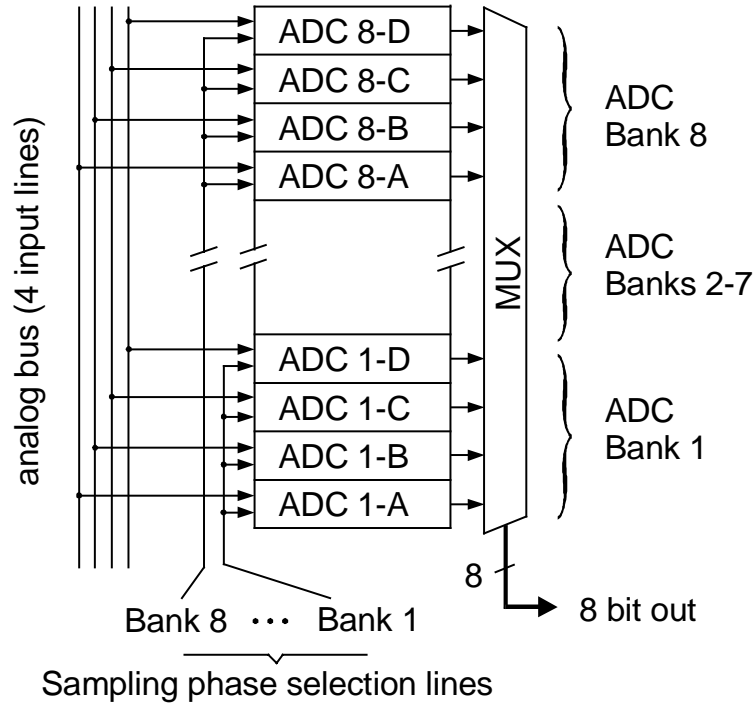 analog bus (4 input lines)
ADC 8-D
ADC 8-C
ADC 8-B
ADC 8-A
ADC 1-D
ADC 1-C
ADC 1-B
ADC 1-A
MUX
ADC
Bank 8
ADC
Banks 2-7
ADC
Bank 1
8
8 bit out
Bank 8 ··· Bank 1
Sampling phase selection lines